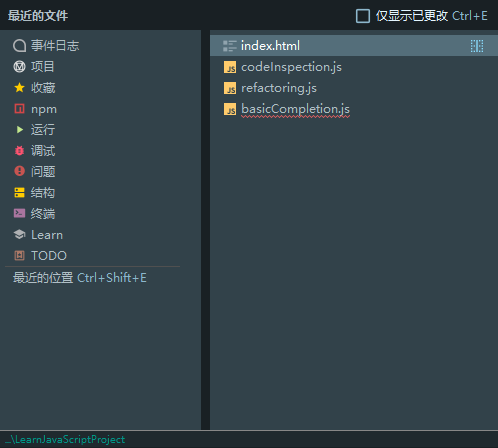 最近的文件
仅显示已更改 Ctrl+E
事件日志
项目
收藏
npm
运行
调试
问题
结构
终端
Learn
TODO
最近的位置 Ctrl+Shift+E
index.html
codeInspection.js
refactoring.js
basicCompletion.js
...\LearnJavaScriptProject